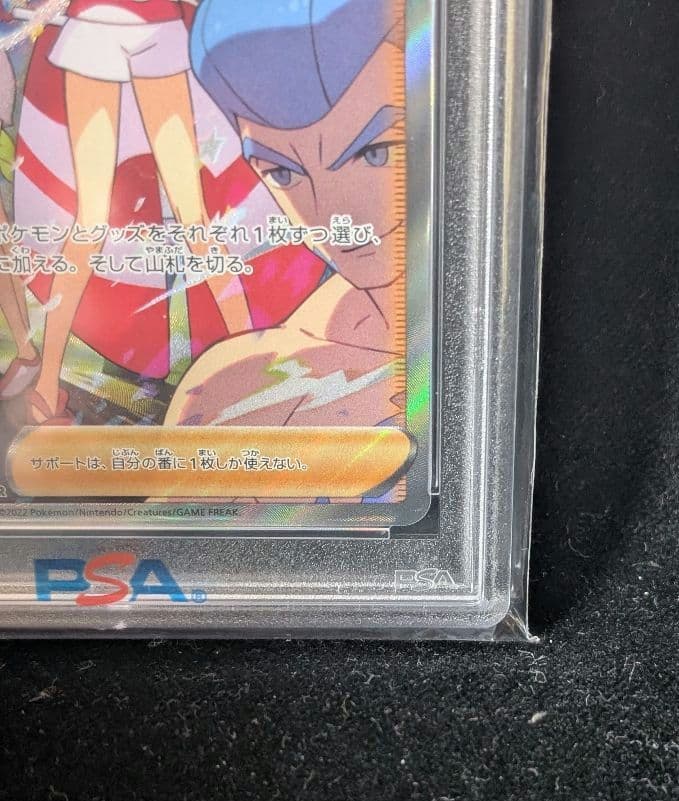 ポケモンとグッズをそれぞれ1枚ずつ選び、
に加える。そして山札を切る。
サポートは、自分の番に1枚しか使えない。
R
©2022 Pokémon/Nintendo/Creatures/GAME FREAK.
PSA®
PSA